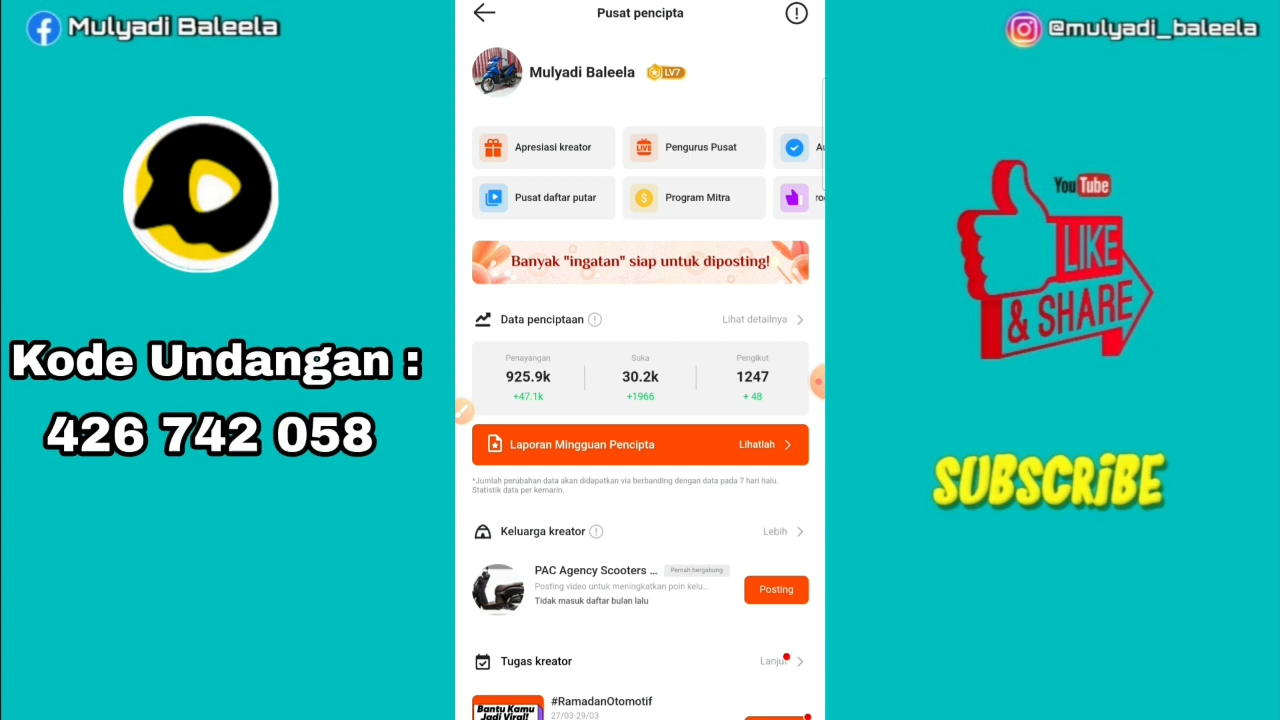 Mulyadi Baleela
Kode Undangan :
426 742 058
Pusat pencipta
Mulyadi Baleela
LV7
Apresiasi kreator
LIVE
Pengurus Pusat
Pusat daftar putar
Program Mitra
Banyak "ingatan" siap untuk diposting!
Data penciptaan
Lihat detailnya
Penayangan
Suka
Pengikut
925.9k
30.2k
1247
+47.1k
+1966
+ 48
Laporan Mingguan Pencipta
Lihatlah
*Jumlah perubahan data akan didapatkan via berbanding dengan data pada 7 hari halu.
Statistik data per kemarin.
Keluarga kreator
Lebih
PAC Agency Scooters ...
Pernah bergabung
Posting video untuk meningkatkan poin kelu...
Tidak masuk daftar bulan lalu
Posting
Tugas kreator
Lanjut
Bantu Kamu
Jadi Viral!
#RamadanOtomotif
27/03-29/03
@mulyadi_baleela
YouTube
LIKE
& SHARE
SUBSCRiBE